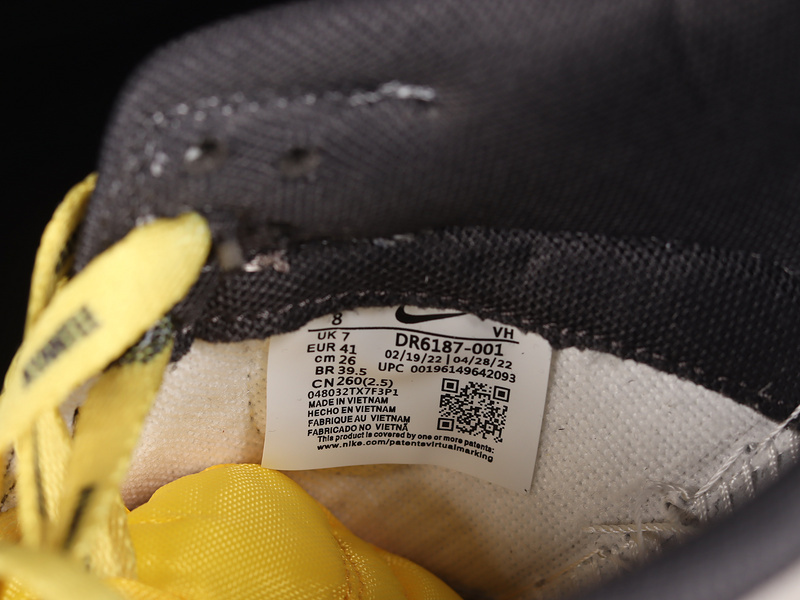 8
VH
UK 7
DR6187-001
EUR 41
02/19/22 | 04/28/22
cm 26
UPC 00196149642093
BR 39.5
CN 260(2.5)
048032TX7F3P1
MADE IN VIETNAM
HECHO EN VIETNAM
FABRIQUE AU VIETNAM
FABRICADO NO VIETNÃ
This product is covered by one or more patents:
www.nike.com/patentsvirtualmarking